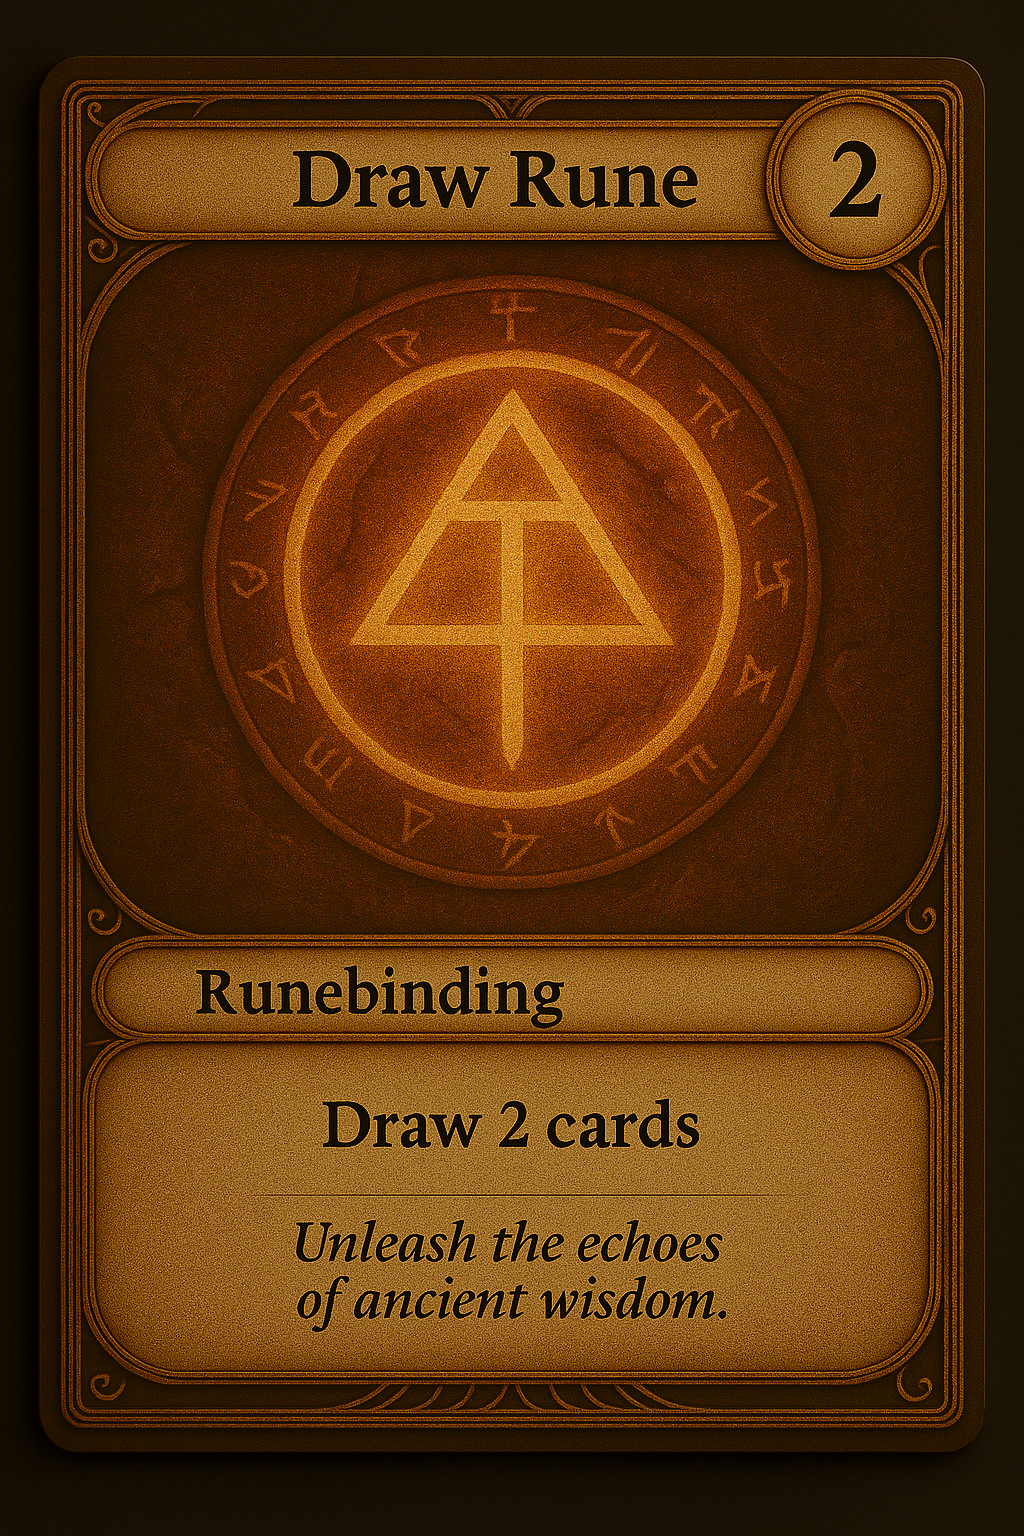 Draw Rune
2
Runebinding
Draw 2 cards
Unleash the echoes
of ancient wisdom.